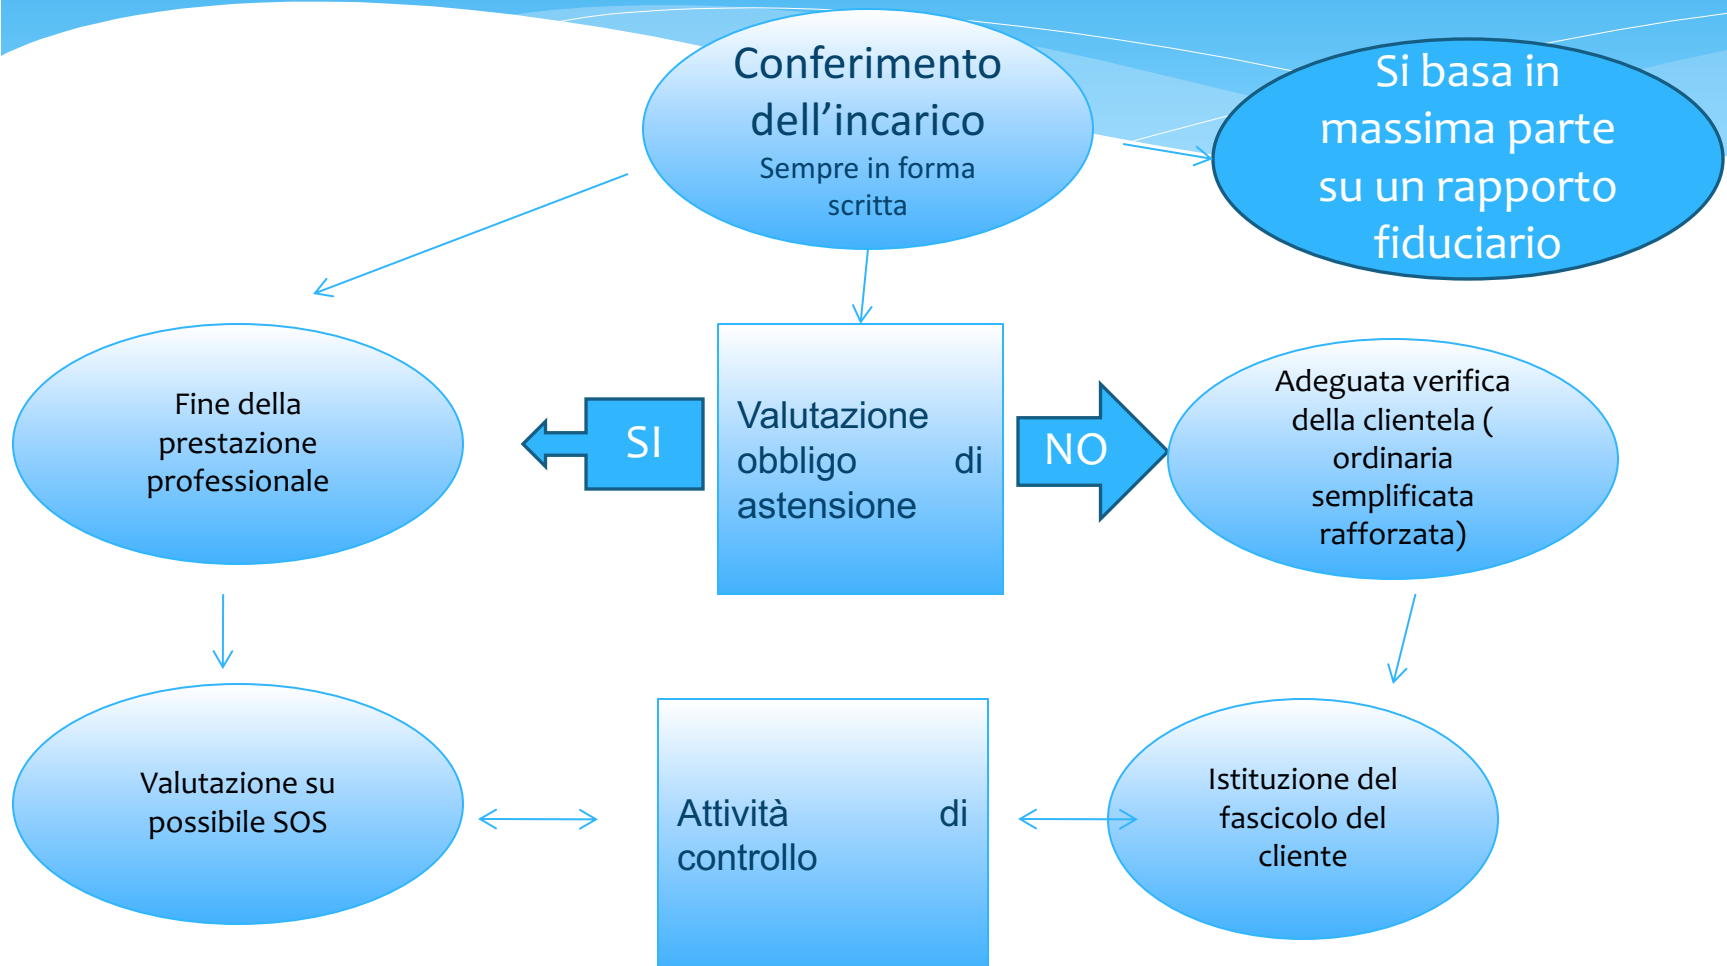 Conferimento
dell’incarico
Sempre in forma
scritta
Si basa in
massima parte
su un rapporto
fiduciario
Fine della
prestazione
professionale
SI
Valutazione
obbligo di
astensione
NO
Adeguata verifica
della clientela (
ordinaria
semplificata
rafforzata)
Valutazione su
possibile SOS
Attività di
controllo
Istituzione del
fascicolo del
cliente